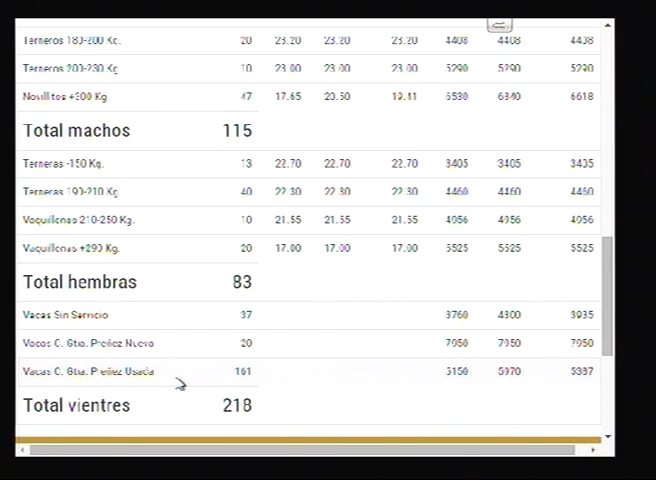 Terneros 180-200 Kg. 20 23.20 23.20 23.20 4408 4408 4408
Terneros 200-230 Kg 10 23.00 23.00 23.00 5290 5290 5290
Novillitos +300 Kg 47 17.65 20.50 19.41 6530 6840 6618
Total machos 115
Terneras -150 Kg. 13 22.70 22.70 22.70 3405 3405 3405
Terneras 190-210 Kg 40 22.30 22.30 22.30 4460 4460 4460
Vaquillonas 210-250 Kg. 10 21.55 21.55 21.55 4956 4956 4956
Vaquillonas +290 Kg. 20 17.00 17.00 17.00 5525 5525 5525
Total hembras 83
Vacas Sin Servicio 37 3760 4300 3935
Vacas C. Gtia. Preñez Nueva 20 7950 7950 7950
Vacas C. Gtia. Preñez Usada 161 5150 5970 5387
Total vientres 218